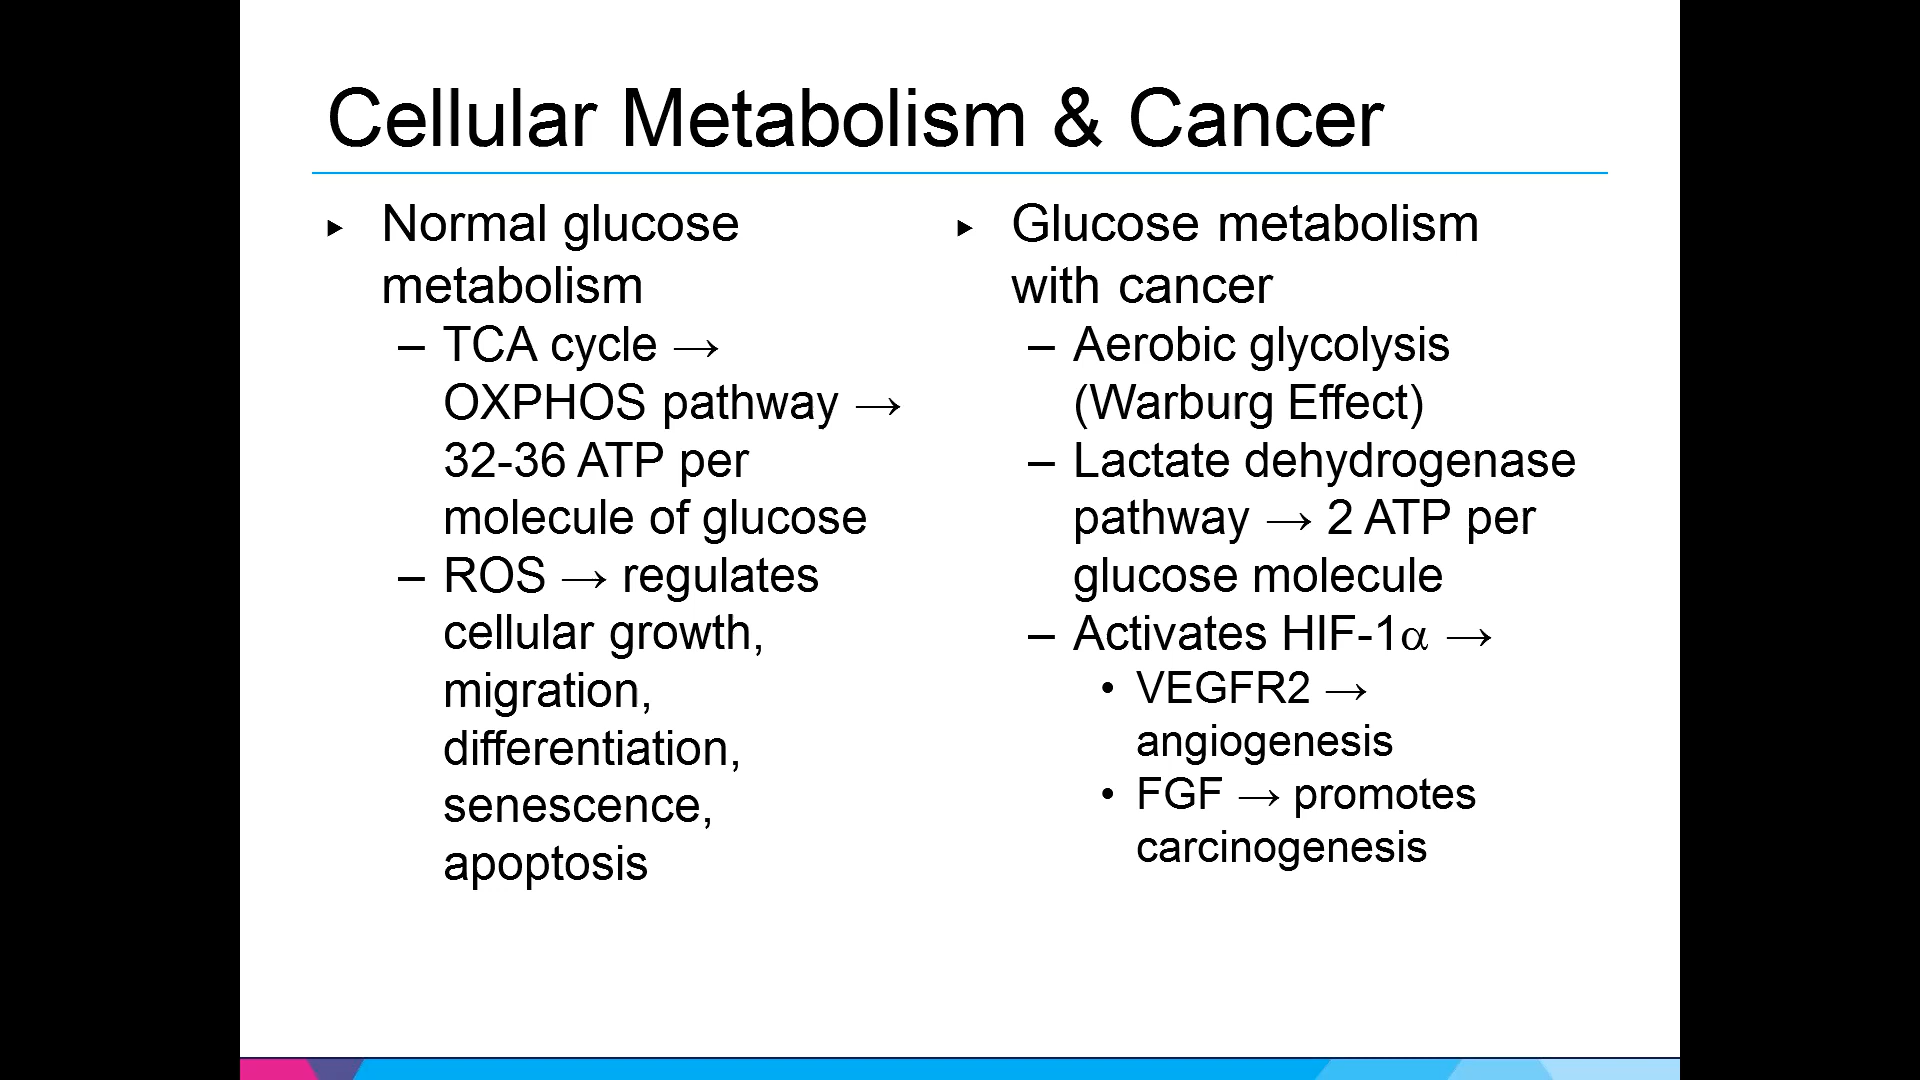 Cellular Metabolism & Cancer
▸ Normal glucose
metabolism
– TCA cycle →
OXPHOS pathway →
32-36 ATP per
molecule of glucose
– ROS → regulates
cellular growth,
migration,
differentiation,
senescence,
apoptosis
▸ Glucose metabolism
with cancer
– Aerobic glycolysis
(Warburg Effect)
– Lactate dehydrogenase
pathway → 2 ATP per
glucose molecule
– Activates HIF-1α →
• VEGFR2 →
angiogenesis
• FGF → promotes
carcinogenesis